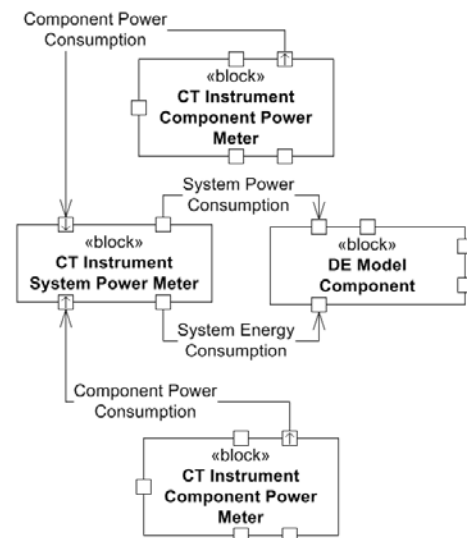 Component Power
Consumption
«block»
CT Instrument
Component Power
Meter
System Power
Consumption
«block»
CT Instrument
System Power Meter
«block»
DE Model
Component
System Energy
Consumption
Component Power
Consumption
«block»
CT Instrument
Component Power
Meter